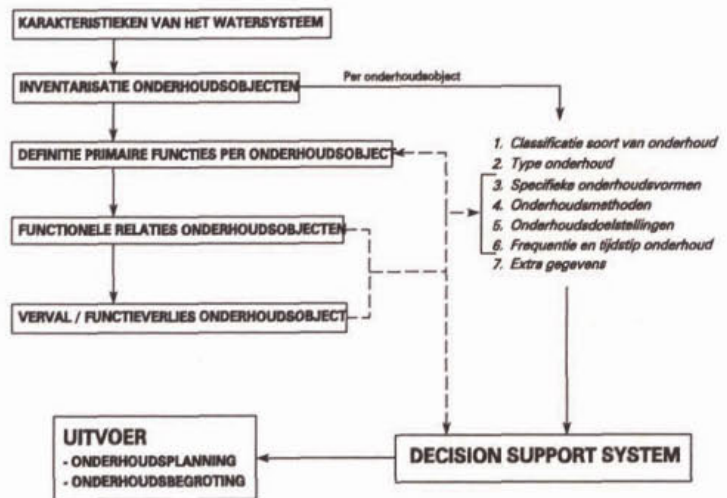 KARAKTERISTIEKEN VAN HET WATERSYSTEEM
INVENTARISATIE ONDERHOUDSOBJECTEN
Per onderhoudsobject
DEFINITIE PRIMAIRE FUNCTIES PER ONDERHOUDSOBJECT
FUNCTIONELE RELATIES ONDERHOUDSOBJECTEN
VERVAL / FUNCTIEVERLIES ONDERHOUDSOBJECT
1. Classificatie soort van onderhoud
2. Type onderhoud
3. Specifieke onderhoudsvormen
4. Onderhoudsmethoden
5. Onderhoudsdoelstellingen
6. Frequentie en tijdstip onderhoud
7. Extra gegevens
UITVOER
- ONDERHOUDSPLANNING
- ONDERHOUDSBEGROTING
DECISION SUPPORT SYSTEM